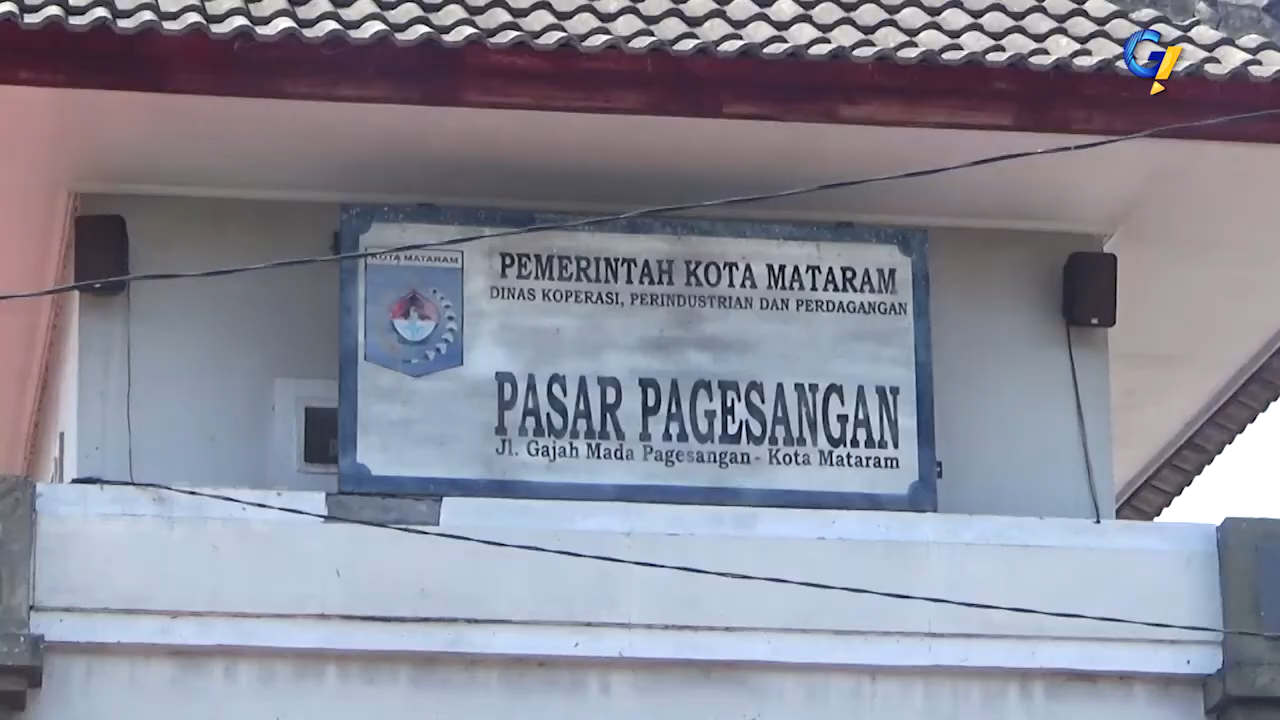 KOTA MATARAM
PEMERINTAH KOTA MATARAM
DINAS KOPERASI, PERINDUSTRIAN DAN PERDAGANGAN
PASAR PAGESANGAN
Jl. Gajah Mada Pagesangan - Kota Mataram
G!